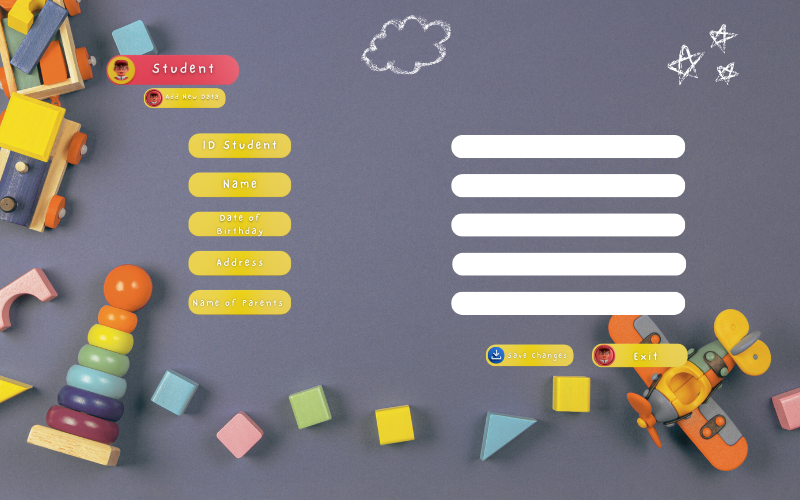 Student
Add New Data
ID Student
Name
Date of
Birthday
Address
Name of Parents
Save Changes
Exit